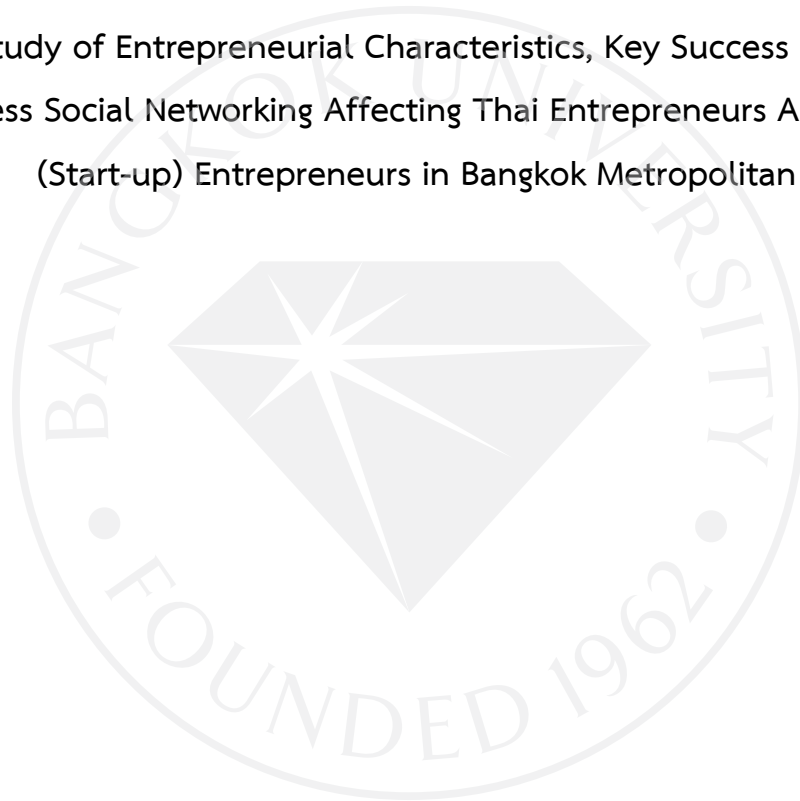 tudy of Entrepreneurial Characteristics, Key Success
ess Social Networking Affecting Thai Entrepreneurs A
(Start-up) Entrepreneurs in Bangkok Metropolitan
BANGKOK UNIVERSITY
• FOUNDED 1962 •